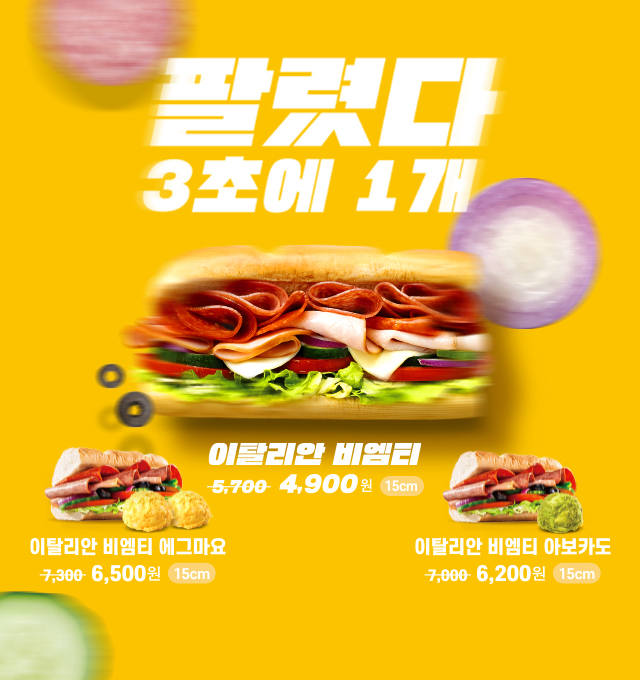 팔렸다
3초에 1개
이탈리안 비엠티
5,700 4,900원 15cm
이탈리안 비엠티 에그마요
7,300 6,500원 15cm
이탈리안 비엠티 아보카도
7,000 6,200원 15cm